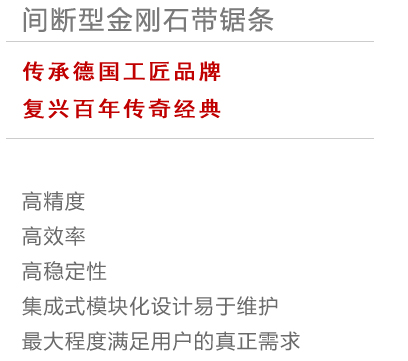 间断型金刚石带锯条
传承德国工匠品牌
复兴百年传奇经典
高精度
高效率
高稳定性
集成式模块化设计易于维护
最大程度满足用户的真正需求